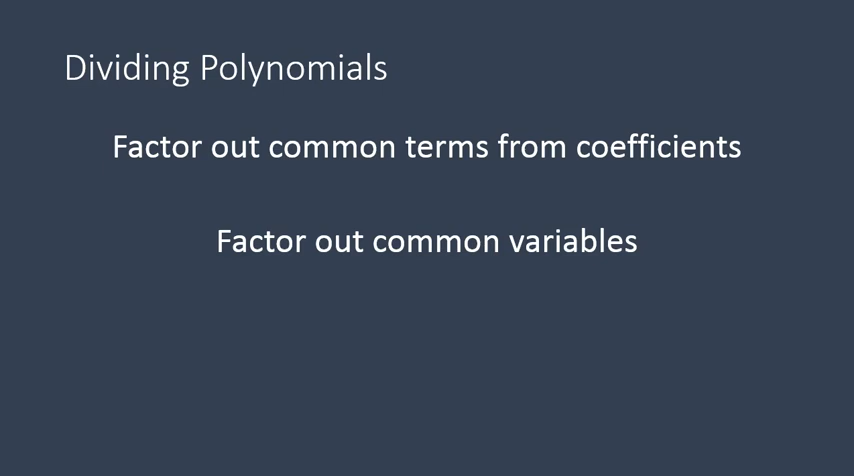 Dividing Polynomials
Factor out common terms from coefficients
Factor out common variables